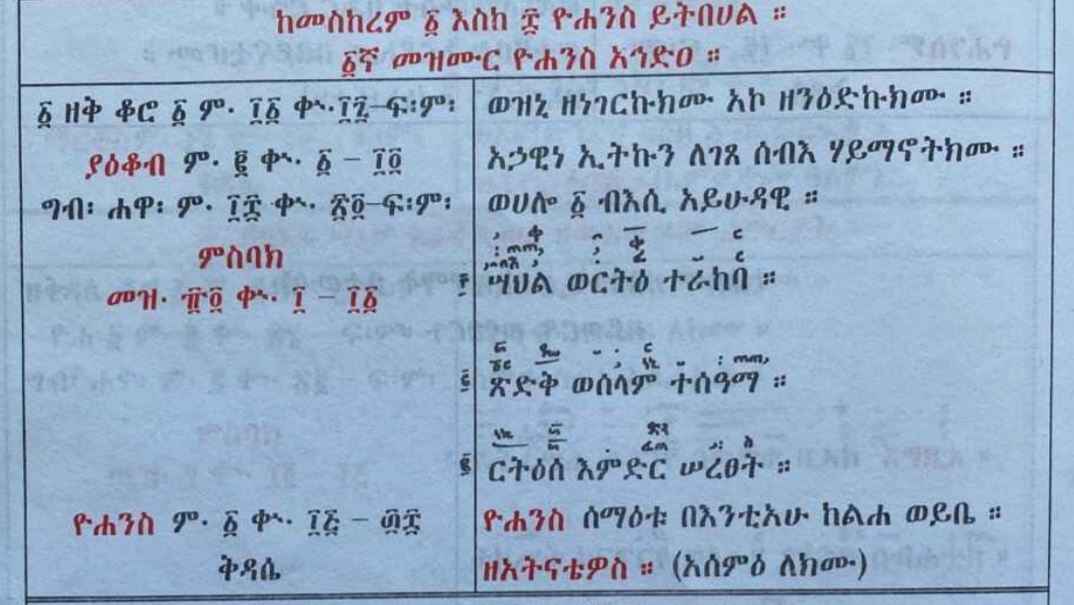 ከመስከረም ፩ እስከ ፰ ዮሐንስ ይትበሀል ።
፩ኛ መዝሙር ዮሐንስ አኅድዐ ።
፩ ዘቅ ቆሮ ፩ ም. ፲፩ ቀ፞.፲፯–ፍ፡ም፡
ወዝኒ ዘነገርኩክሙ አኮ ዘንዕድኩክሙ ።
ያዕቆብ ም. ፪ ቀ፞. ፩ – ፲፬
አኃዊነ ኢትኩን ለገጸ ሰብእ ሃይማኖትክሙ ።
ግብ፡ ሐዋ፡ ም. ፲፰ ቀ፞. ፳፬–ፍ፡ም፡
ወሀሎ ፩ ብእሲ አይሁዳዊ ።
ምስባክ
መዝ. ፹፬ ቀ፞. ፲ – ፲፩
ሣህል ወርትዕ ተራከባ ።
ጽድቅ ወሰላም ተሰዓማ ።
ርትዕሰ እምድር ሠረፀት ።
ዮሐንስ ም. ፩ ቀ፞. ፲፭ – ፴፰
ዮሐንስ ሰማዕቱ በእንቲአሁ ከልሐ ወይቤ ።
ቅዳሴ
ዘአትናቴዎስ ። (አሰምዕ ለክሙ)